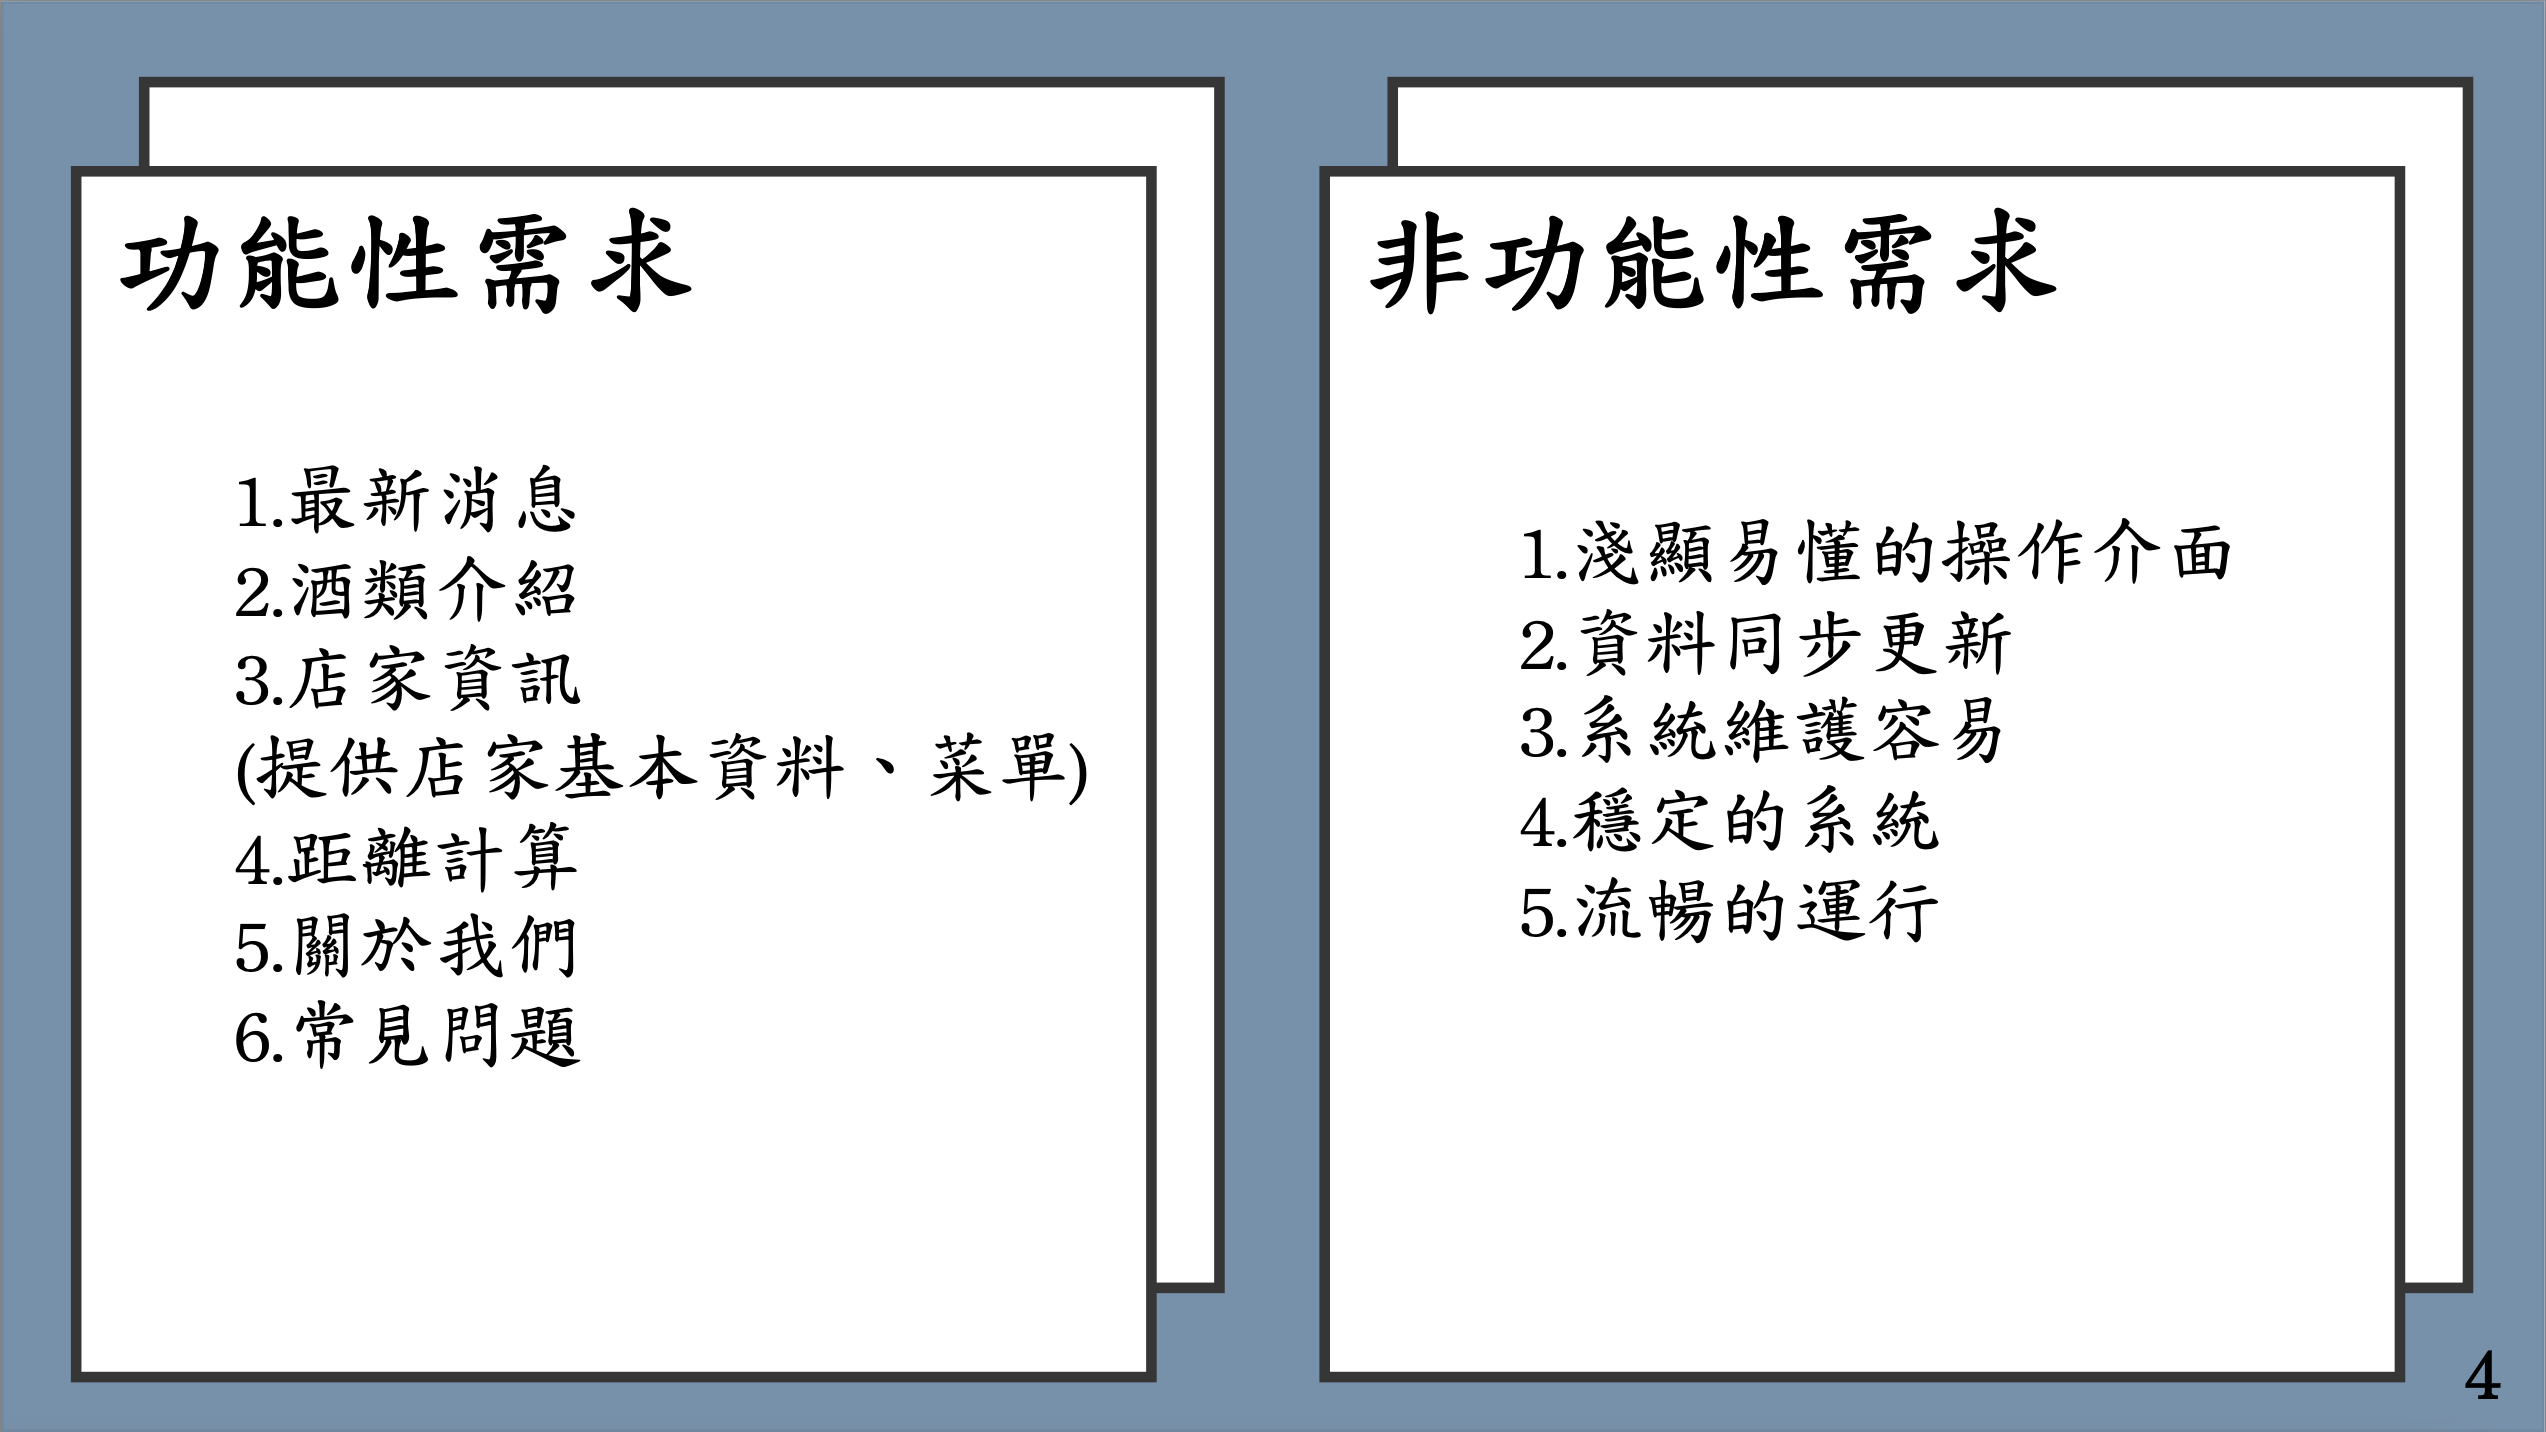 功能性需求
1.最新消息
2.酒類介紹
3.店家資訊
(提供店家基本資料、菜單)
4.距離計算
5.關於我們
6.常見問題
非功能性需求
1.淺顯易懂的操作介面
2.資料同步更新
3.系統維護容易
4.穩定的系統
5.流暢的運行
4